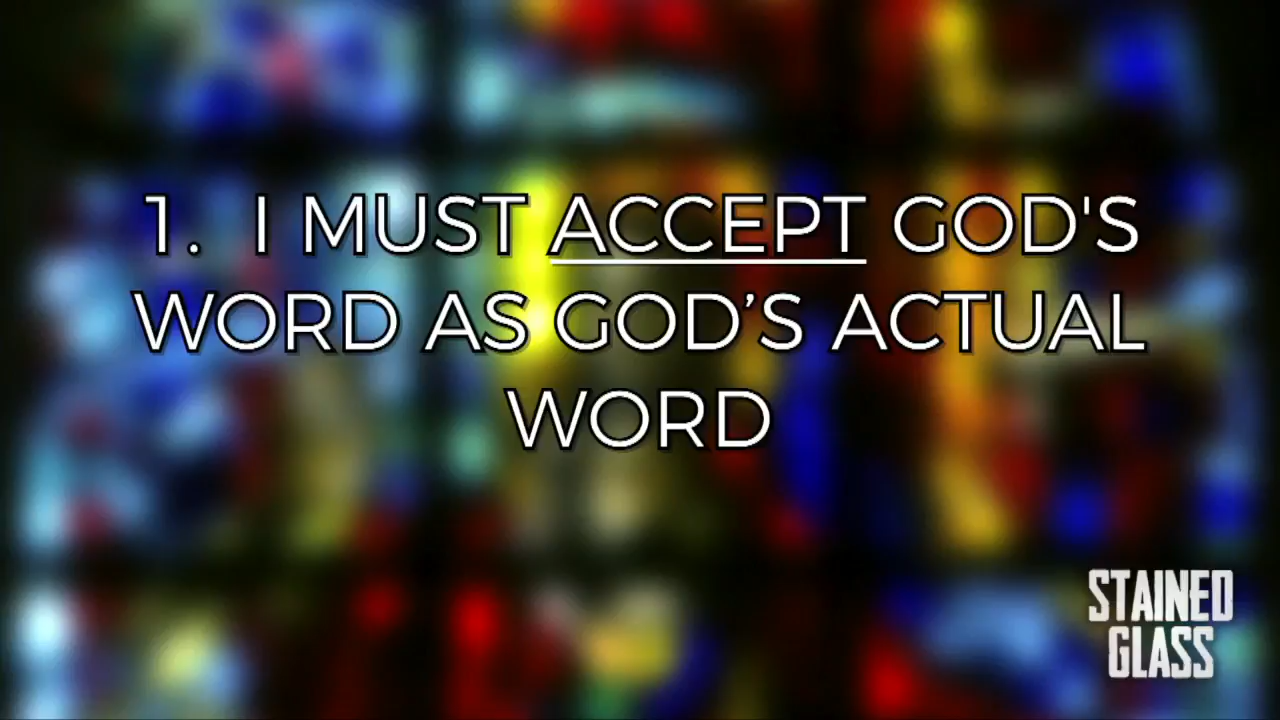 1. I MUST ACCEPT GOD'S
WORD AS GOD’S ACTUAL
WORD
STAINED
GLASS